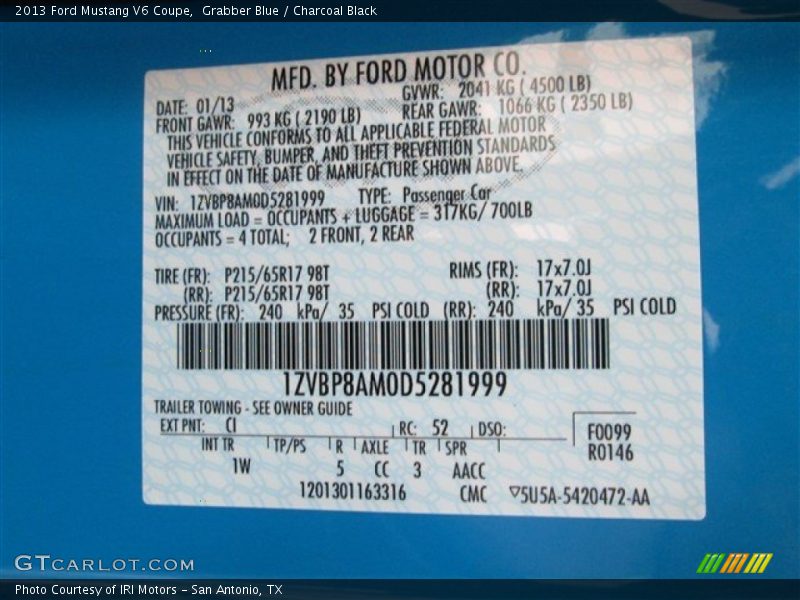 2013 Ford Mustang V6 Coupe,  Grabber Blue / Charcoal Black
MFD. BY FORD MOTOR CO.
DATE: 01/13 GVWR: 2041 KG ( 4500 LB)
FRONT GAWR: 993 KG ( 2190 LB) REAR GAWR: 1066 KG ( 2350 LB)
THIS VEHICLE CONFORMS TO ALL APPLICABLE FEDERAL MOTOR
VEHICLE SAFETY, BUMPER, AND THEFT PREVENTION STANDARDS
IN EFFECT ON THE DATE OF MANUFACTURE SHOWN ABOVE.
VIN: 1ZVBP8AM0D5281999 TYPE: Passenger Car
MAXIMUM LOAD = OCCUPANTS + LUGGAGE = 317KG/ 700LB
OCCUPANTS = 4 TOTAL; 2 FRONT, 2 REAR
TIRE (FR): P215/65R17 98T RIMS (FR): 17x7.0J
(RR): P215/65R17 98T (RR): 17x7.0J
PRESSURE (FR): 240 kPa/ 35 PSI COLD (RR): 240 kPa/ 35 PSI COLD
1ZVBP8AM0D5281999
TRAILER TOWING - SEE OWNER GUIDE
EXT PNT: CI RC: 52 DSO: F0099
INT TR TP/PS R AXLE TR SPR R0146
1W 5 CC 3 AACC
1201301163316 CMC ▽5U5A-5420472-AA
GTCARLOT.COM
Photo Courtesy of IRI Motors – San Antonio, TX